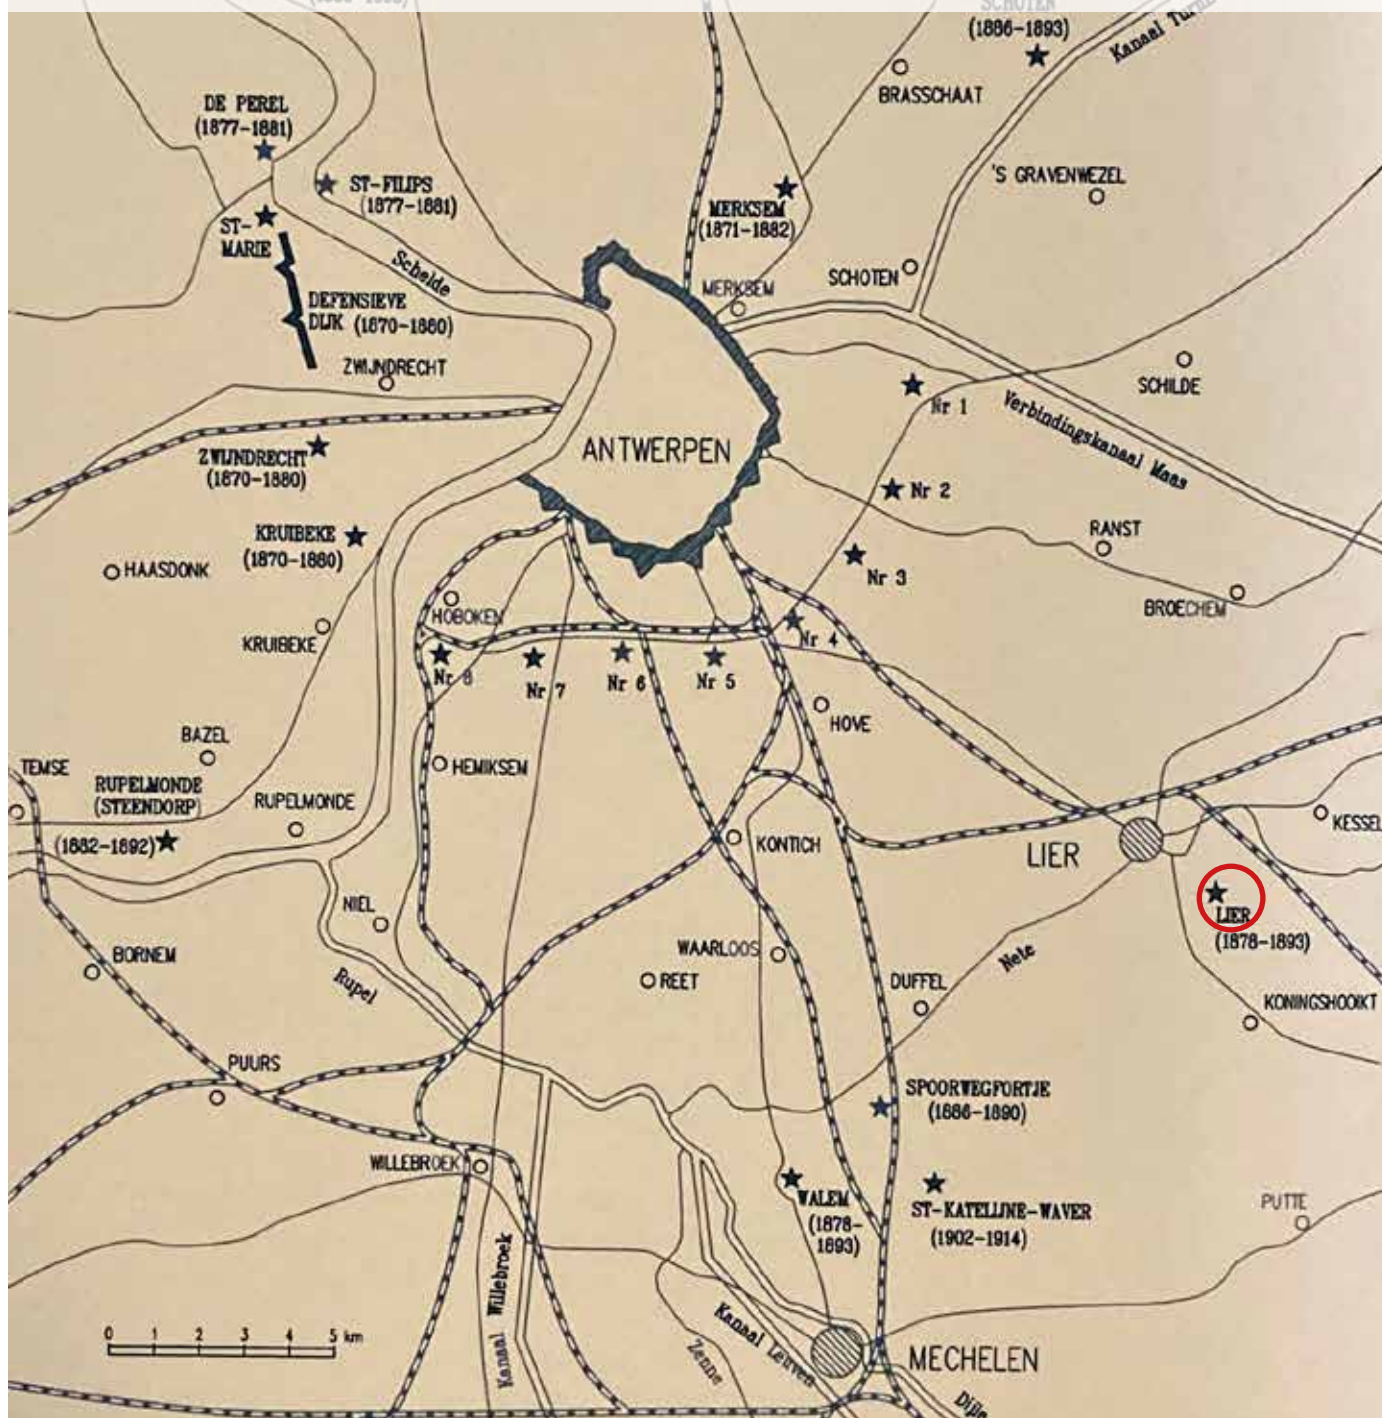 SCHOTEN
(1886-1893)
Kanaal
BRASSCHAAT
DE PEREL
(1877-1881)
ST-FILIPS
(1877-1881)
'S GRAVENWEZEL
MERKSEM
(1871-1882)
ST-
MARIE
Schelde
SCHOTEN
MERKSEM
DEFENSIEVE
DIJK (1870-1880)
ZWIJNDRECHT
SCHILDE
Nr 1
Verbindingskanaal Maas
ANTWERPEN
ZWIJNDRECHT
(1870-1880)
Nr 2
RANST
KRUIBEKE
(1870-1880)
HAASDONK
Nr 3
BROECHEM
HOBOKEN
KRUIBEKE
Nr 4
Nr 8
Nr 7
Nr 6
Nr 5
HOVE
BAZEL
TEMSE
HEMIKSEM
RUPELMONDE
(STEENDORP)
(1882-1892)
RUPELMONDE
KESSEL
KONTICH
LIER
LIER
(1878-1893)
NIEL
WAARLOOS
BORNEM
Rupel
REET
DUFFEL
Nete
KONINGSHOOIKT
PUURS
SPOORWEGFORTJE
(1886-1890)
WILLEBROEK
WALEM
(1878-
1893)
ST-KATELIJNE-WAVER
(1902-1914)
PUTTE
Kanaal Willebroek
Kanaal Leuven
Zenne
0 1 2 3 4 5 km
MECHELEN
Dijle